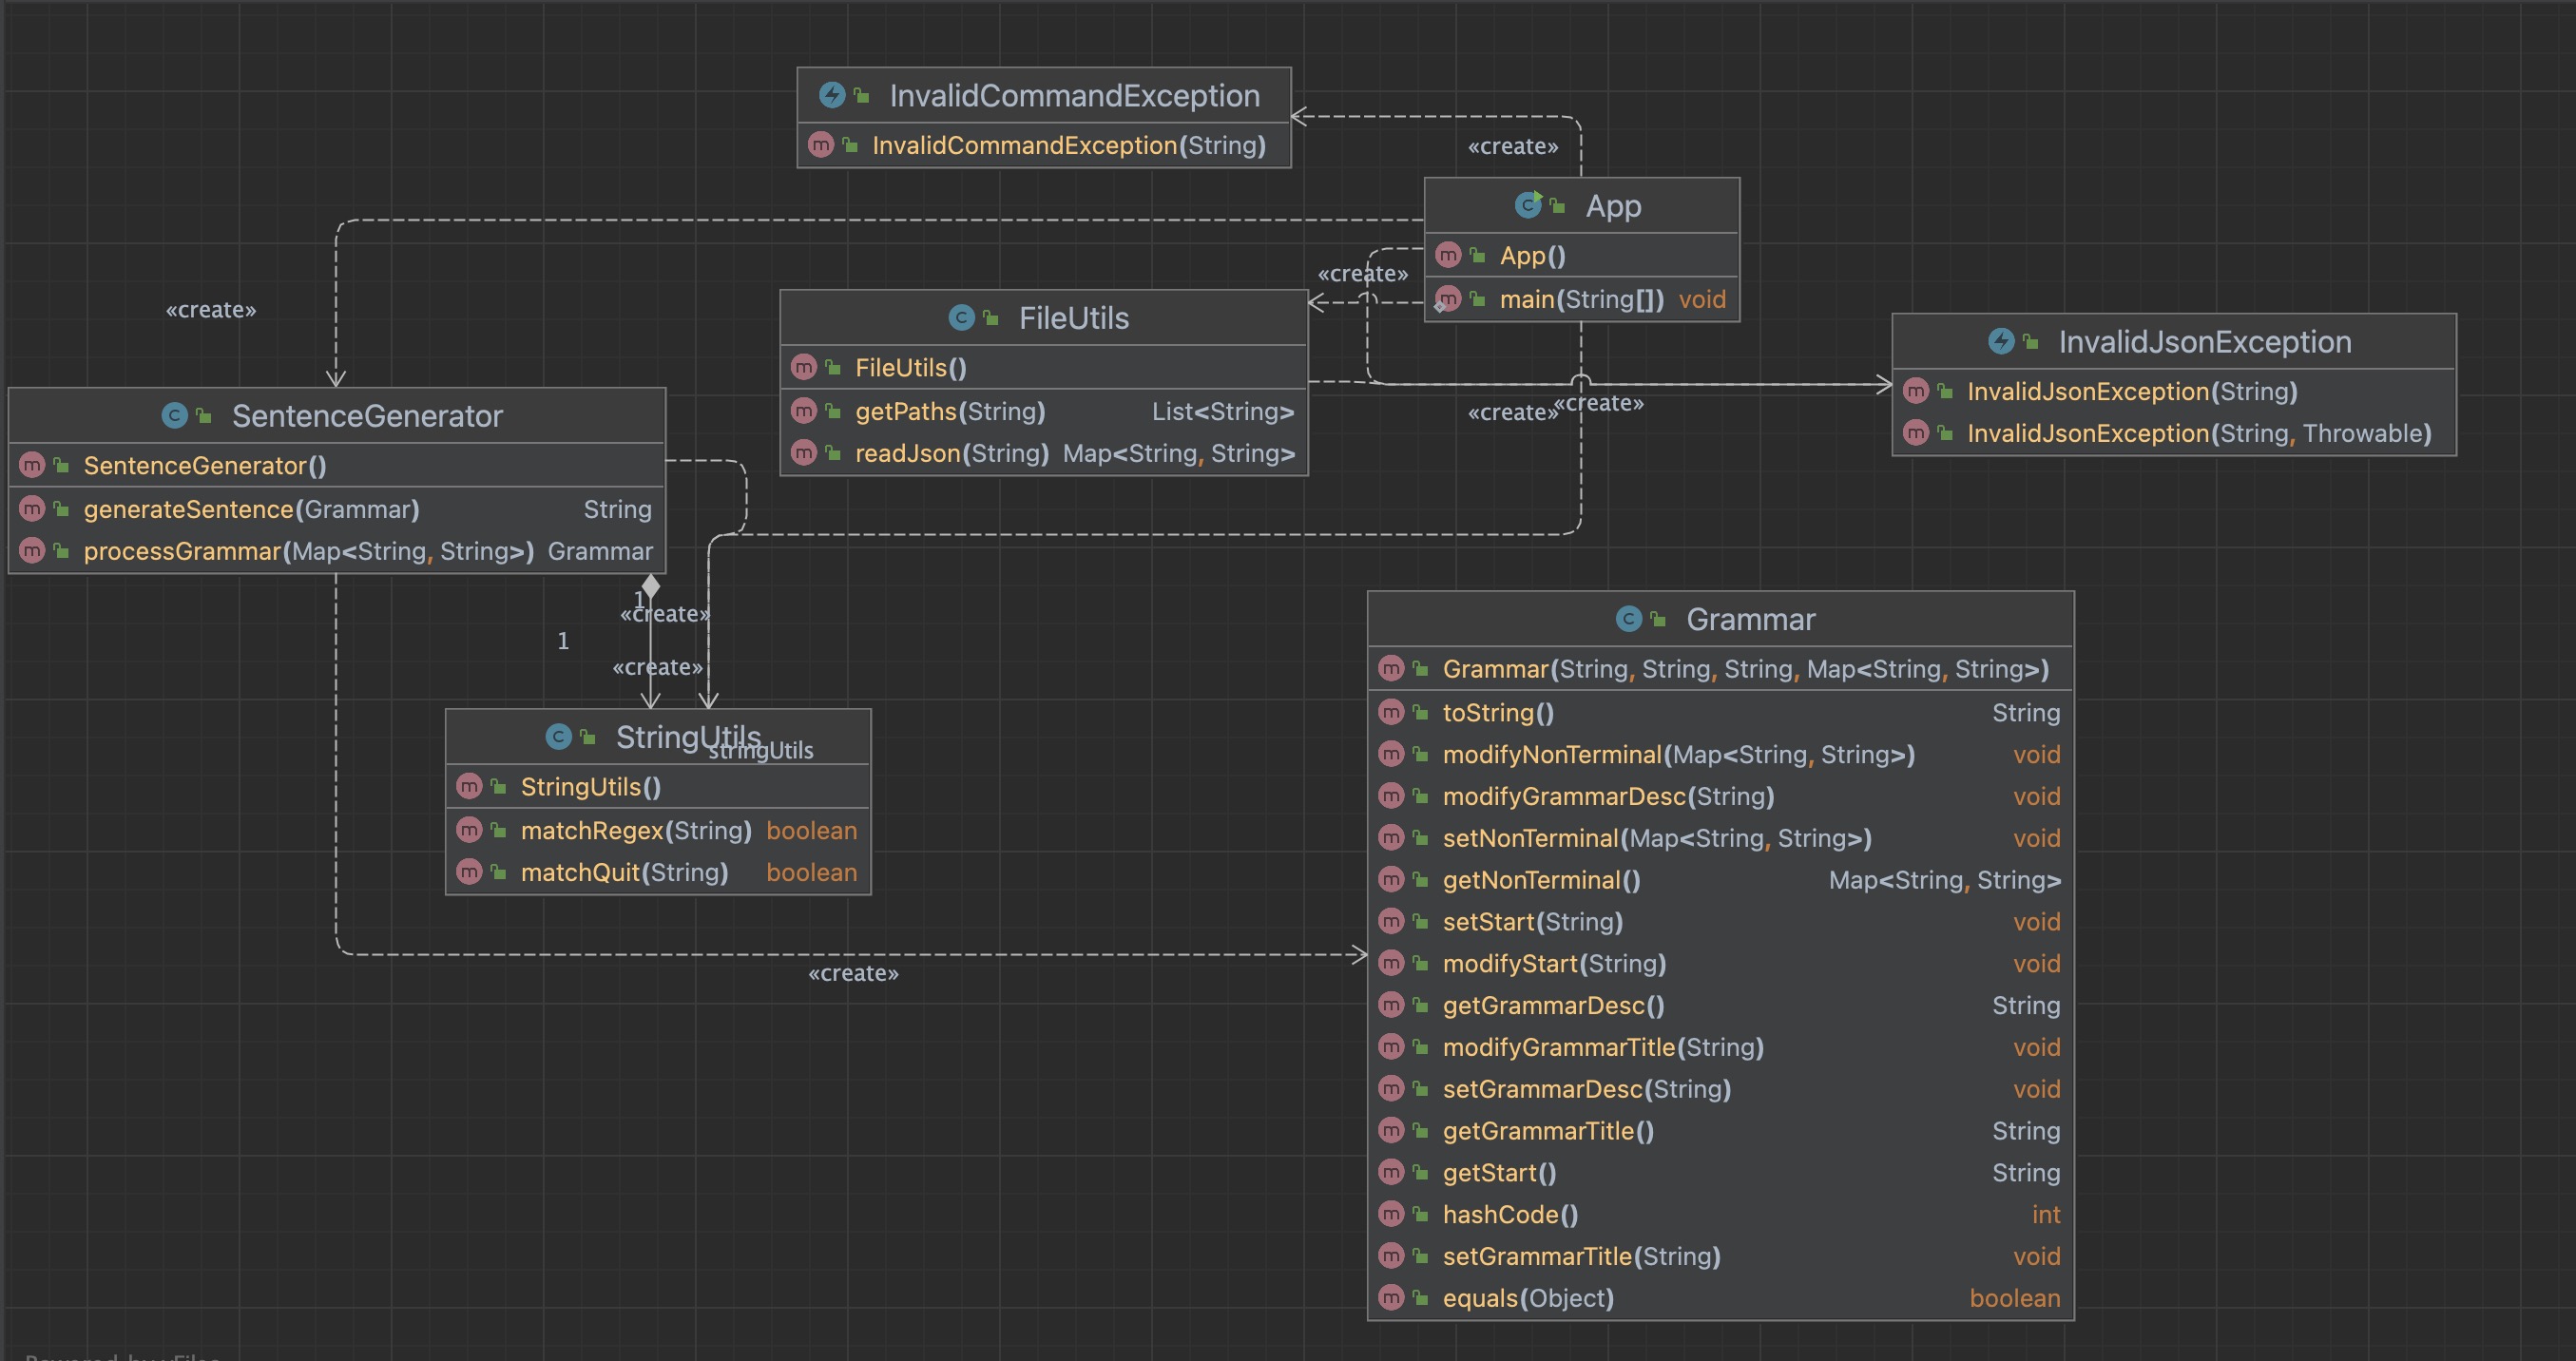 InvalidCommandException
InvalidCommandException(String)
«create»
App
App()
main(String[]) void
«create»
«create»
FileUtils
FileUtils()
getPaths(String) List<String>
readJson(String) Map<String, String>
InvalidJsonException
InvalidJsonException(String)
InvalidJsonException(String, Throwable)
«create»
«create»
SentenceGenerator
SentenceGenerator()
generateSentence(Grammar) String
processGrammar(Map<String, String>) Grammar
1
«create»
1
«create»
StringUtils
stringUtils
StringUtils()
matchRegex(String) boolean
matchQuit(String) boolean
«create»
Grammar
Grammar(String, String, String, Map<String, String>)
toString() String
modifyNonTerminal(Map<String, String>) void
modifyGrammarDesc(String) void
setNonTerminal(Map<String, String>) void
getNonTerminal() Map<String, String>
setStart(String) void
modifyStart(String) void
getGrammarDesc() String
modifyGrammarTitle(String) void
setGrammarDesc(String) void
getGrammarTitle() String
getStart() String
hashCode() int
setGrammarTitle(String) void
equals(Object) boolean